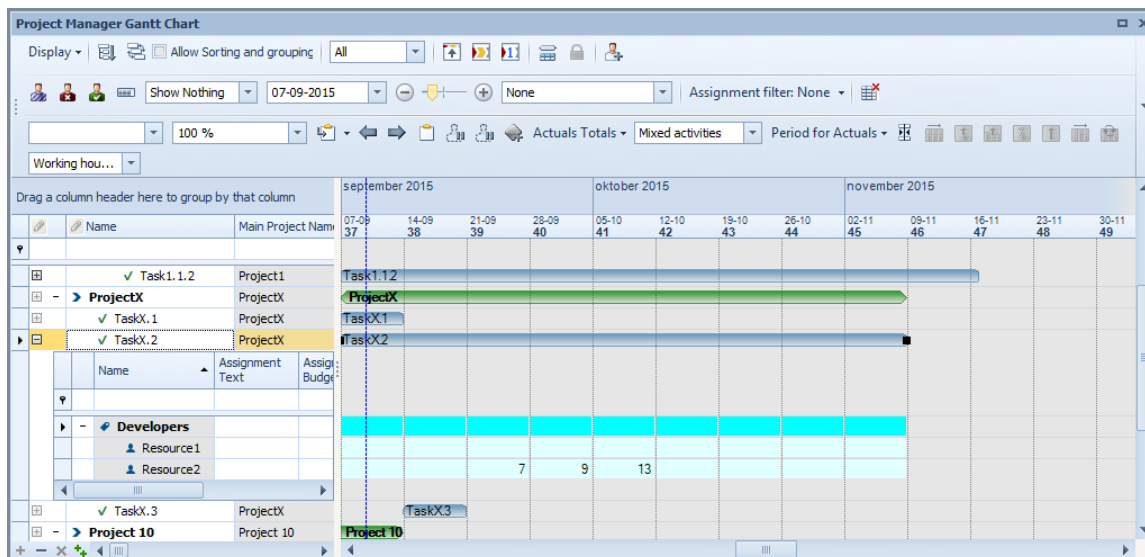 Project Manager Gantt Chart
Display Allow Sorting and grouping All
Show Nothing 07-09-2015 None Assignment filter: None
100 % Actuals Totals Mixed activities Period for Actuals
Working hou...
Drag a column header here to group by that column
september 2015 oktober 2015 november 2015
Name Main Project Name
07-09 14-09 21-09 28-09 05-10 12-10 19-10 26-10 02-11 09-11 16-11 23-11 30-11
37 38 39 40 41 42 43 44 45 46 47 48 49
Task1.1.2 Project1 Task1.1.2
ProjectX ProjectX ProjectX
TaskX.1 ProjectX TaskX.1
TaskX.2 ProjectX TaskX.2
Name Assignment Text Assig Budge
Developers
Resource1
Resource2 7 9 13
TaskX.3 ProjectX TaskX.3
Project 10 Project 10 Project 10